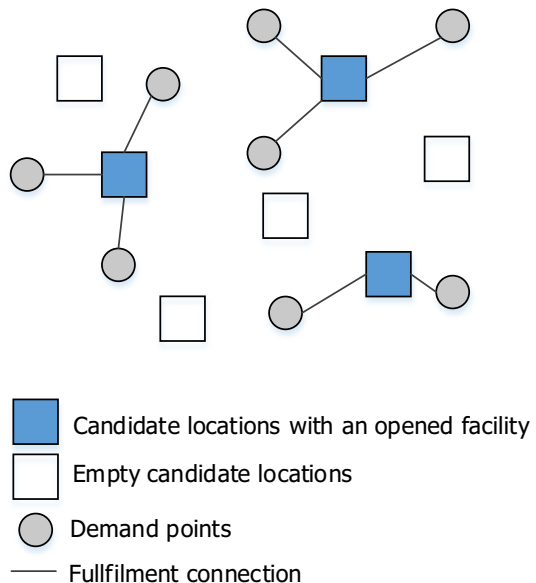 Candidate locations with an opened facility
Empty candidate locations
Demand points
Fullfilment connection